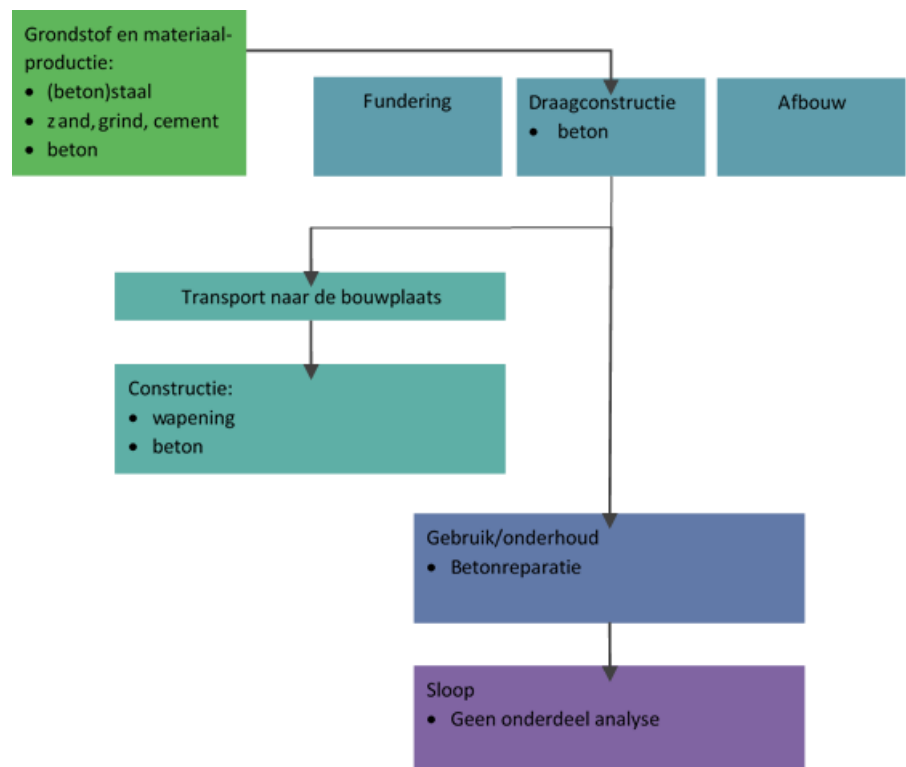 Grondstof en materiaal-
productie:
• (beton)staal
• zand, grind, cement
• beton
Fundering
Draagconstructie
• beton
Afbouw
Transport naar de bouwplaats
Constructie:
• wapening
• beton
Gebruik/onderhoud
• Betonreparatie
Sloop
• Geen onderdeel analyse